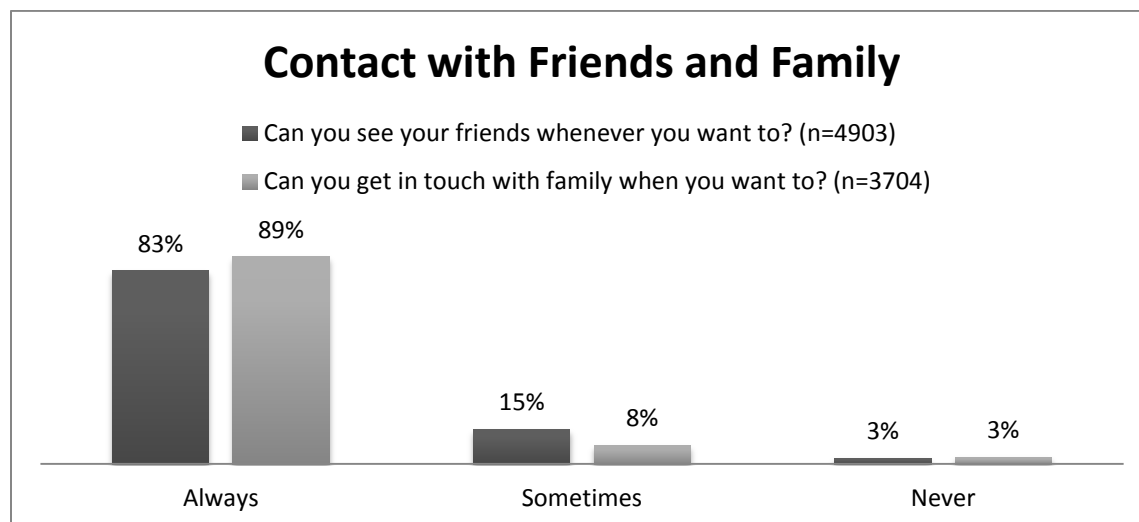 Contact with Friends and Family
Can you see your friends whenever you want to? (n=4903)
Can you get in touch with family when you want to? (n=3704)
83%
89%
15%
8%
3%
3%
Always
Sometimes
Never